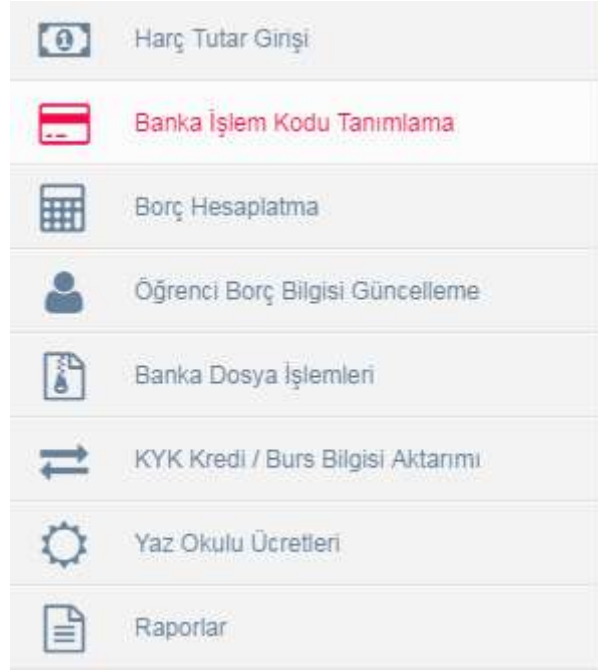 Harç Tutar Girişi
Banka İşlem Kodu Tanımlama
Borç Hesaplatma
Öğrenci Borç Bilgisi Güncelleme
Banka Dosya İşlemleri
KYK Kredi / Burs Bilgisi Aktarımı
Yaz Okulu Ücretleri
Raporlar